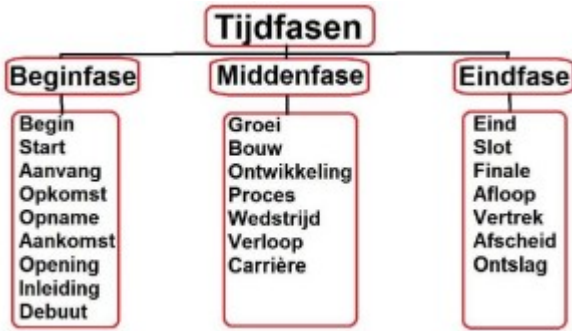 Tijdfasen
Beginfase
Middenfase
Eindfase
Begin
Start
Aanvang
Opkomst
Opname
Aankomst
Opening
Inleiding
Debuut
Groei
Bouw
Ontwikkeling
Proces
Wedstrijd
Verloop
Carrière
Eind
Slot
Finale
Afloop
Vertrek
Afscheid
Ontslag